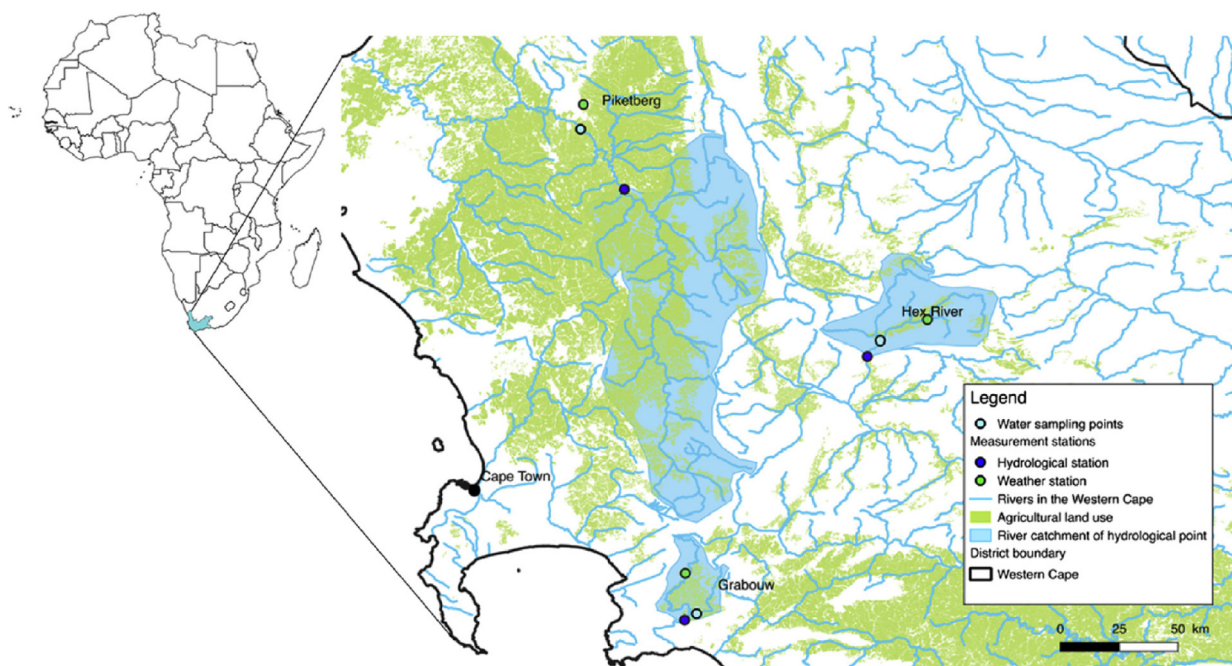 Piketberg
Hex River
Cape Town
Grabouw
Legend
Water sampling points
Measurement stations
Hydrological station
Weather station
Rivers in the Western Cape
Agricultural land use
River catchment of hydrological point
District boundary
Western Cape
0 25 50 km